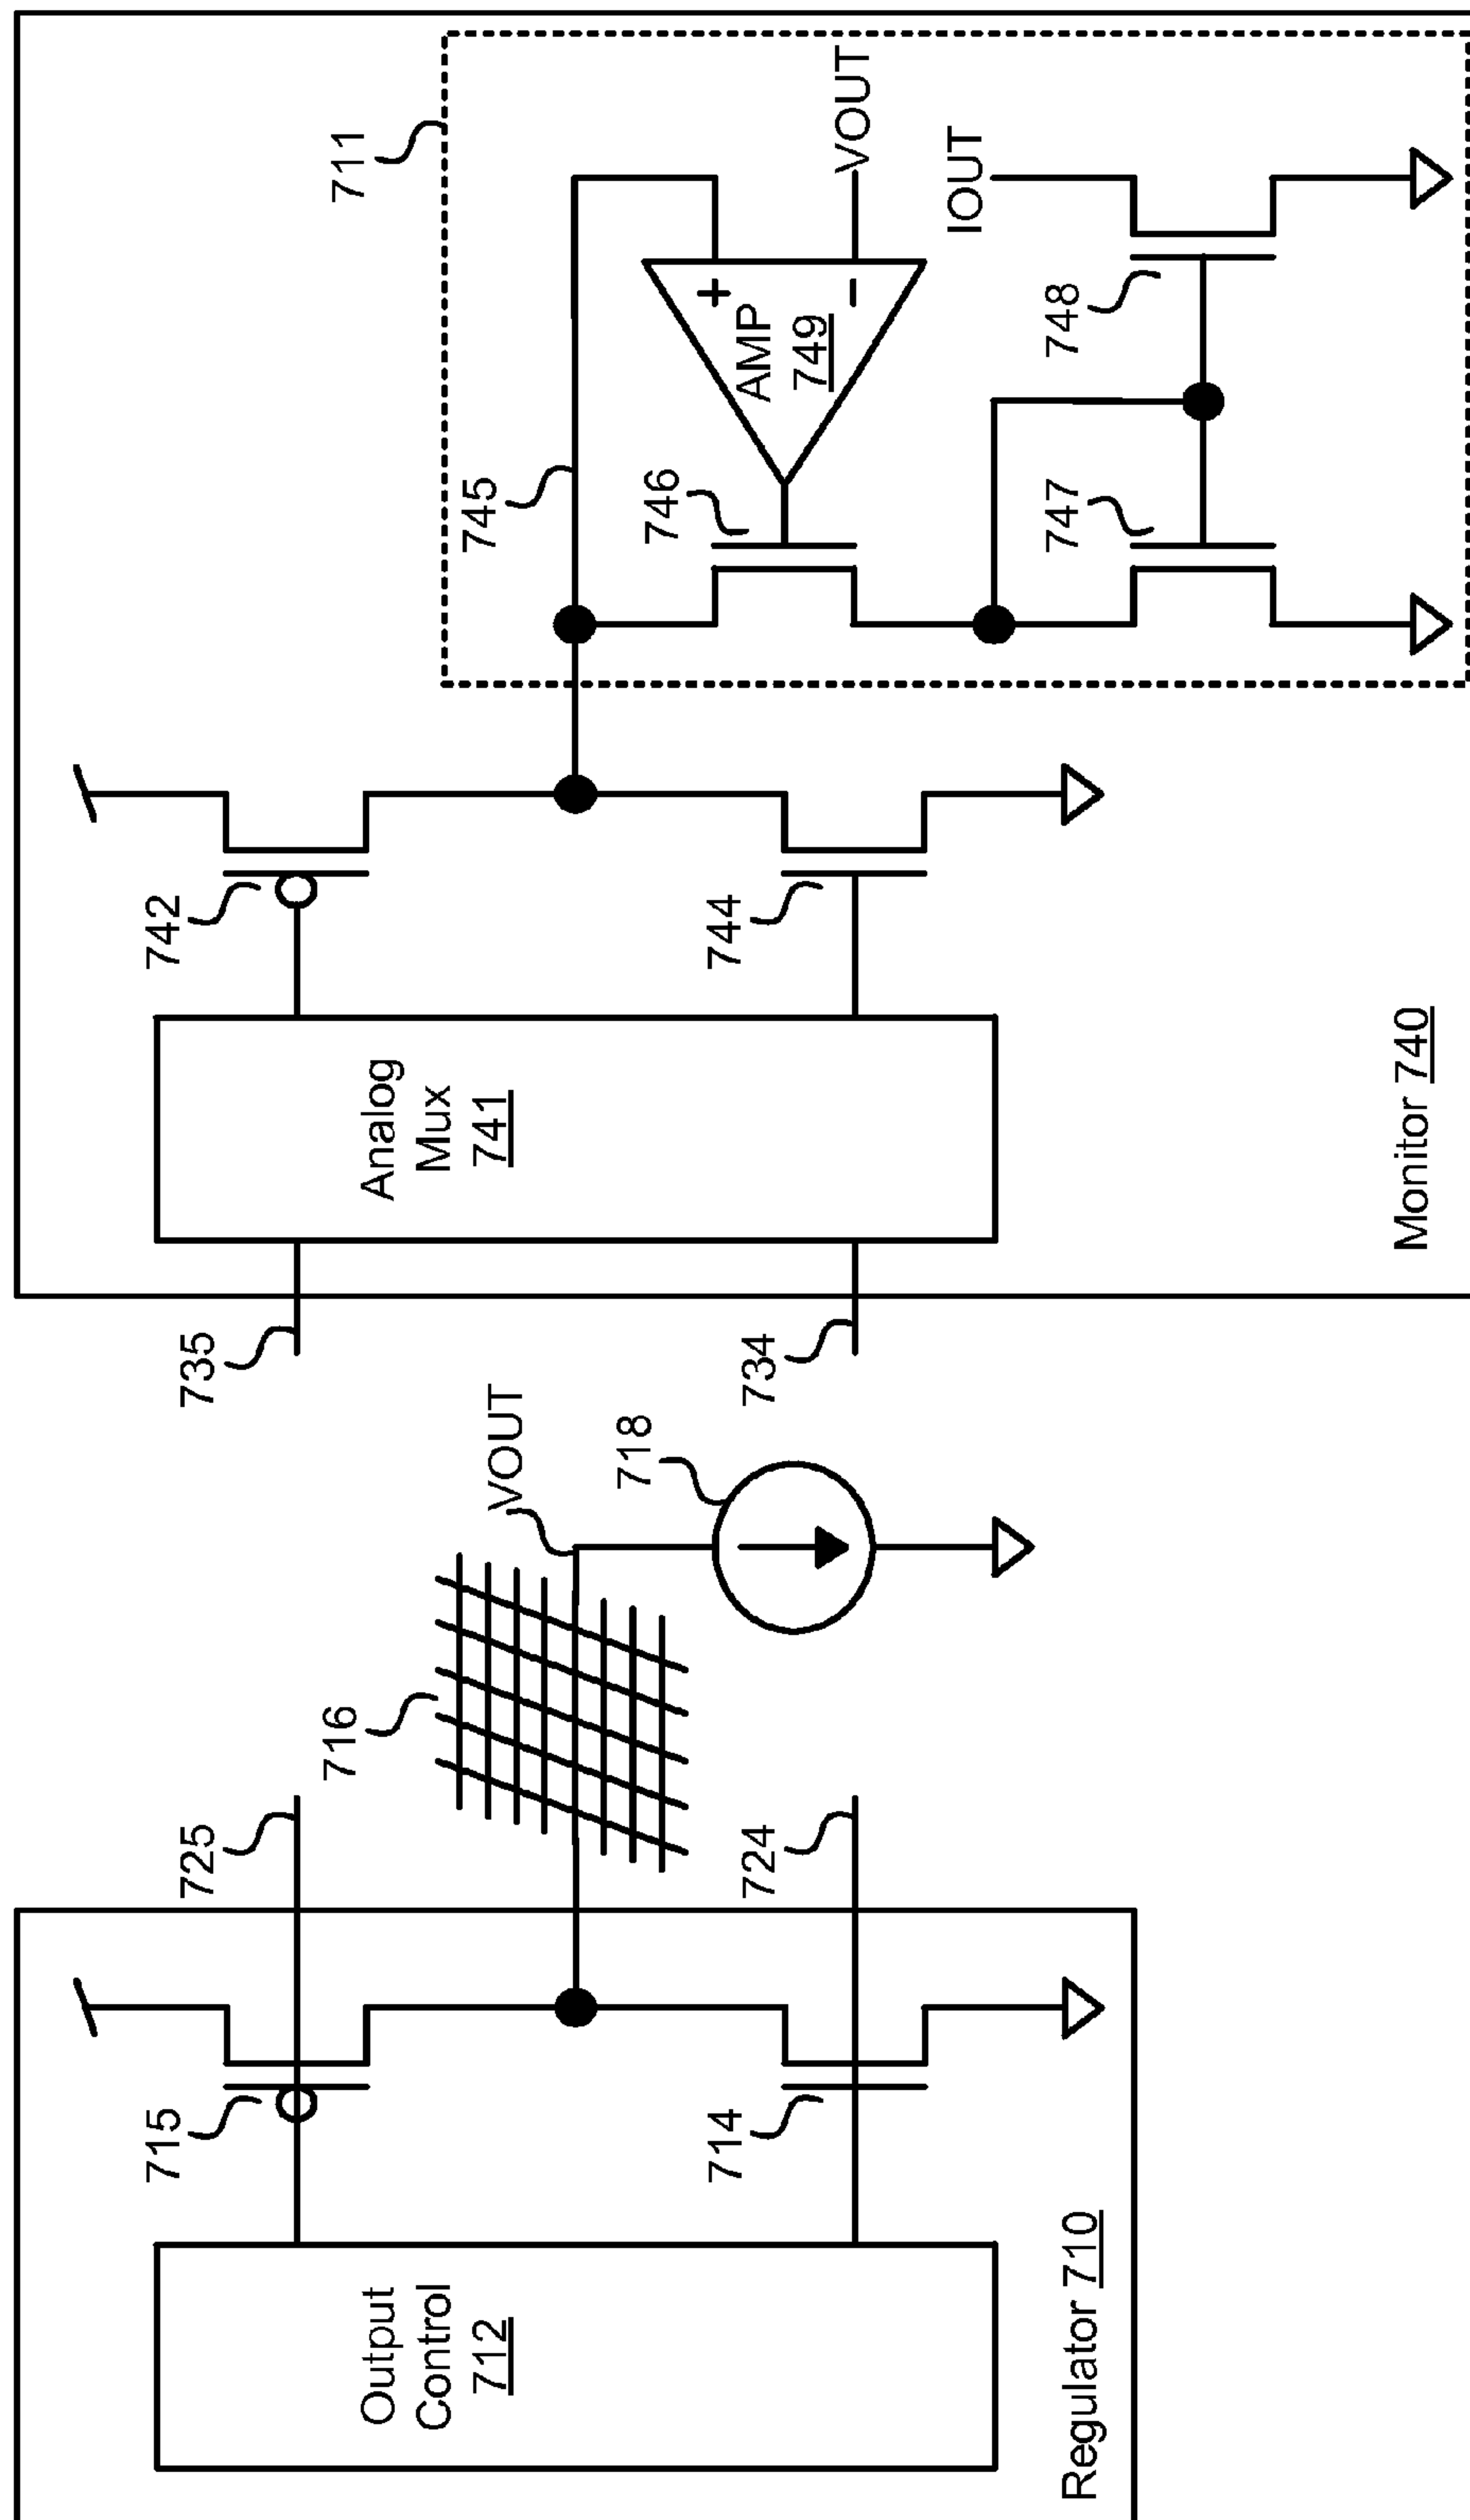 715
725
Output
Control
712
714
724
Regulator 710
716
VOUT
718
735
734
742
Analog
Mux
741
744
Monitor 740
711
745
746
AMP
749
+
-
VOUT
IOUT
747
748